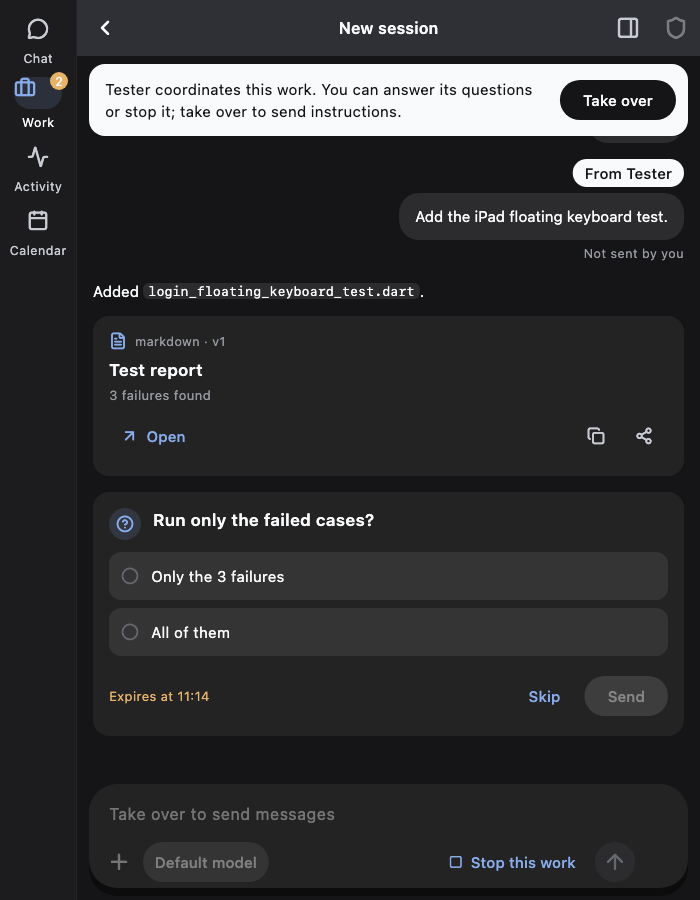 New session
Chat
2
Work
Activity
Calendar
Tester coordinates this work. You can answer its questions
or stop it; take over to send instructions.
Take over
From Tester
Add the iPad floating keyboard test.
Not sent by you
Added login_floating_keyboard_test.dart.
markdown · v1
Test report
3 failures found
Open
Run only the failed cases?
Only the 3 failures
All of them
Expires at 11:14
Skip
Send
Take over to send messages
Default model
Stop this work